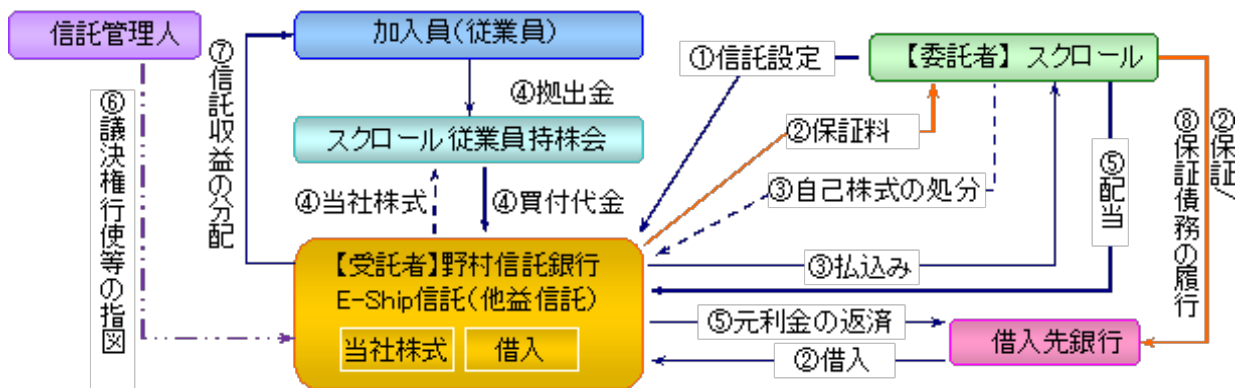 信託管理人
⑦信託収益の分配
加入員(従業員)
①信託設定
【委託者】スクロール
④拠出金
⑥議決権行使等の指図
スクロール従業員持株会
②保証料
②保証
⑧保証債務の履行
⑤配当
④当社株式
④買付代金
③自己株式の処分
【受託者】野村信託銀行
E-Ship信託(他益信託)
③払込み
当社株式
借入
⑤元利金の返済
借入先銀行
②借入